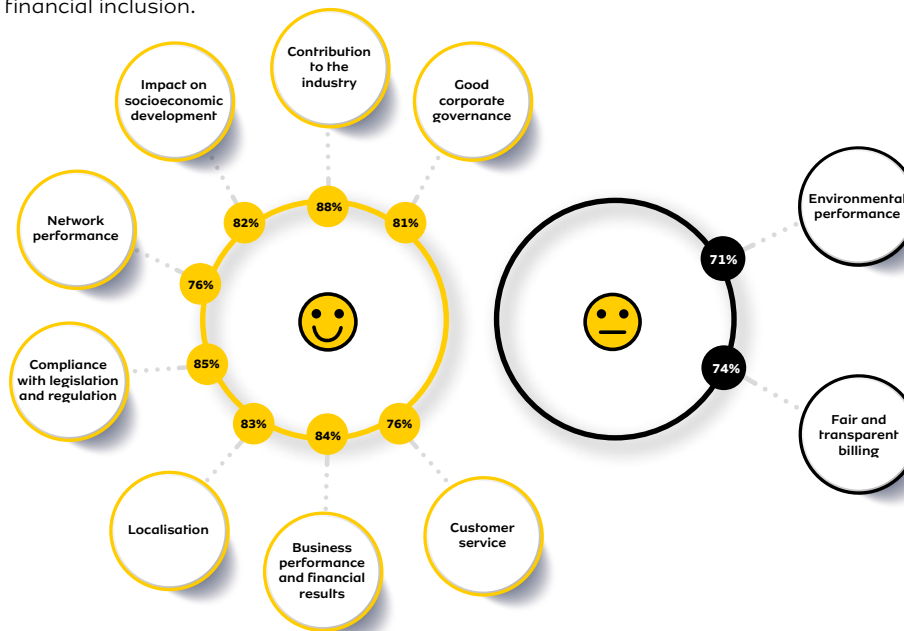 financial inclusion.
Contribution
to the
industry
Impact on
socioeconomic
development
Good
corporate
governance
88%
82%
81%
Network
performance
76%
Compliance
with legislation
and regulation
85%
83%
84%
76%
Localisation
Business
performance
and financial
results
Customer
service
Environmental
performance
71%
74%
Fair and
transparent
billing